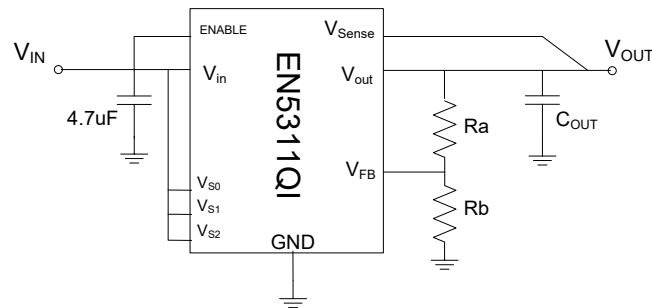 ENABLE
V_Sense
V_IN
V_in
V_out
V_OUT
EN5311QI
4.7uF
Ra
C_OUT
V_FB
V_S0
V_S1
Rb
V_S2
GND